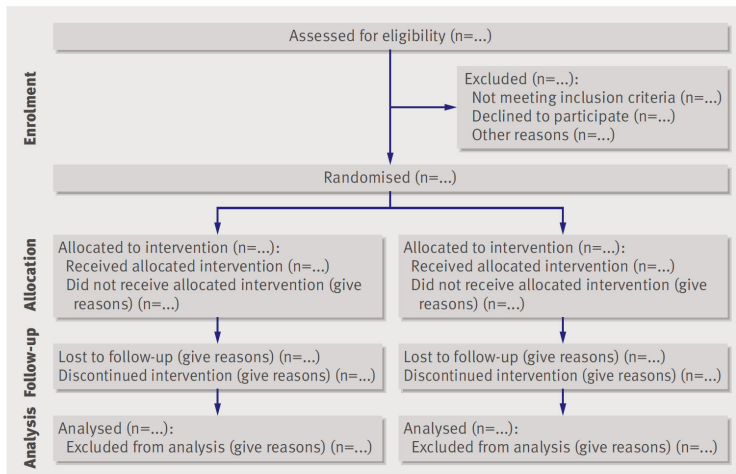 Assessed for eligibility (n=...)
Enrolment
Excluded (n=...):
Not meeting inclusion criteria (n=...)
Declined to participate (n=...)
Other reasons (n=...)
Randomised (n=...)
Allocation
Allocated to intervention (n=...):
Received allocated intervention (n=...)
Did not receive allocated intervention (give
reasons) (n=...)
Allocated to intervention (n=...):
Received allocated intervention (n=...)
Did not receive allocated intervention (give
reasons) (n=...)
Follow-up
Lost to follow-up (give reasons) (n=...)
Discontinued intervention (give reasons) (n=...)
Lost to follow-up (give reasons) (n=...)
Discontinued intervention (give reasons) (n=...)
Analysis
Analysed (n=...):
Excluded from analysis (give reasons) (n=...)
Analysed (n=...):
Excluded from analysis (give reasons) (n=...)